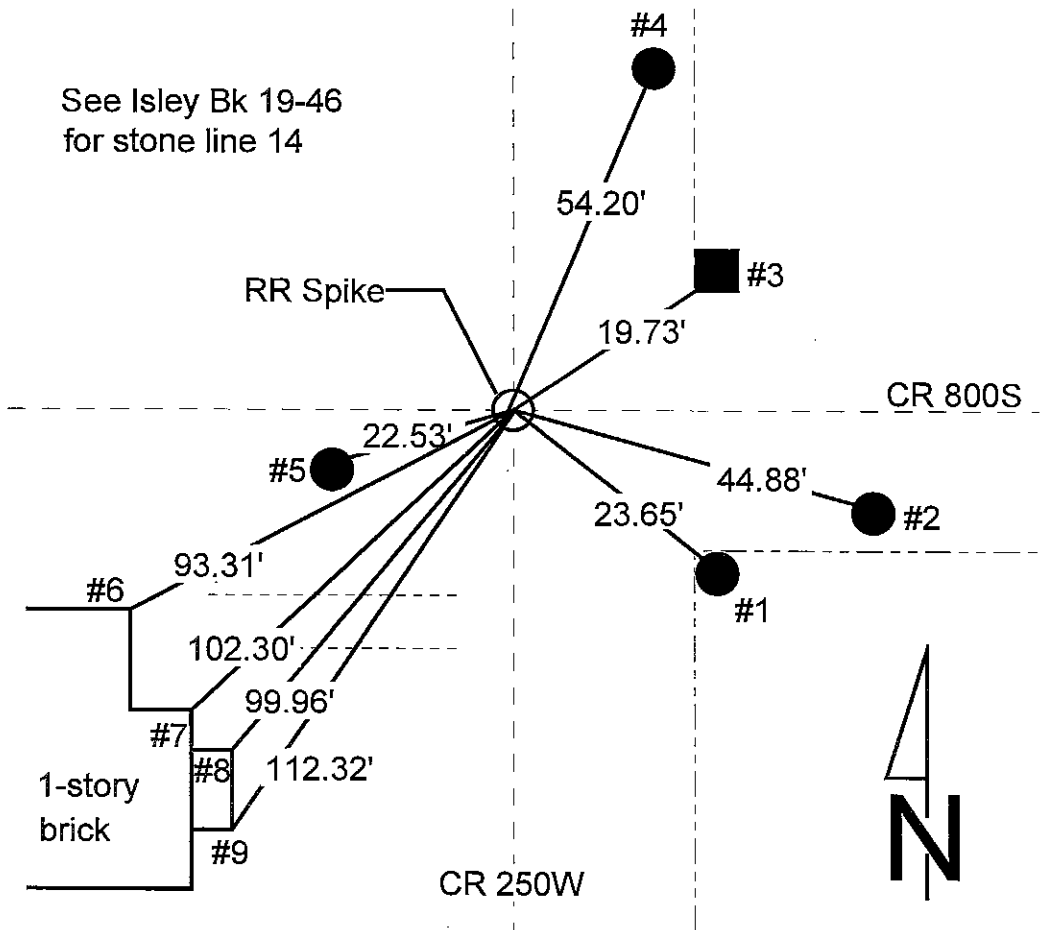 #4
See Isley Bk 19-46
for stone line 14
54.20'
RR Spike
#3
19.73'
CR 800S
22.53'
#5
44.88'
#2
23.65'
93.31'
#6
#1
102.30'
99.96'
#7
#8
112.32'
1-story
brick
#9
CR 250W
N